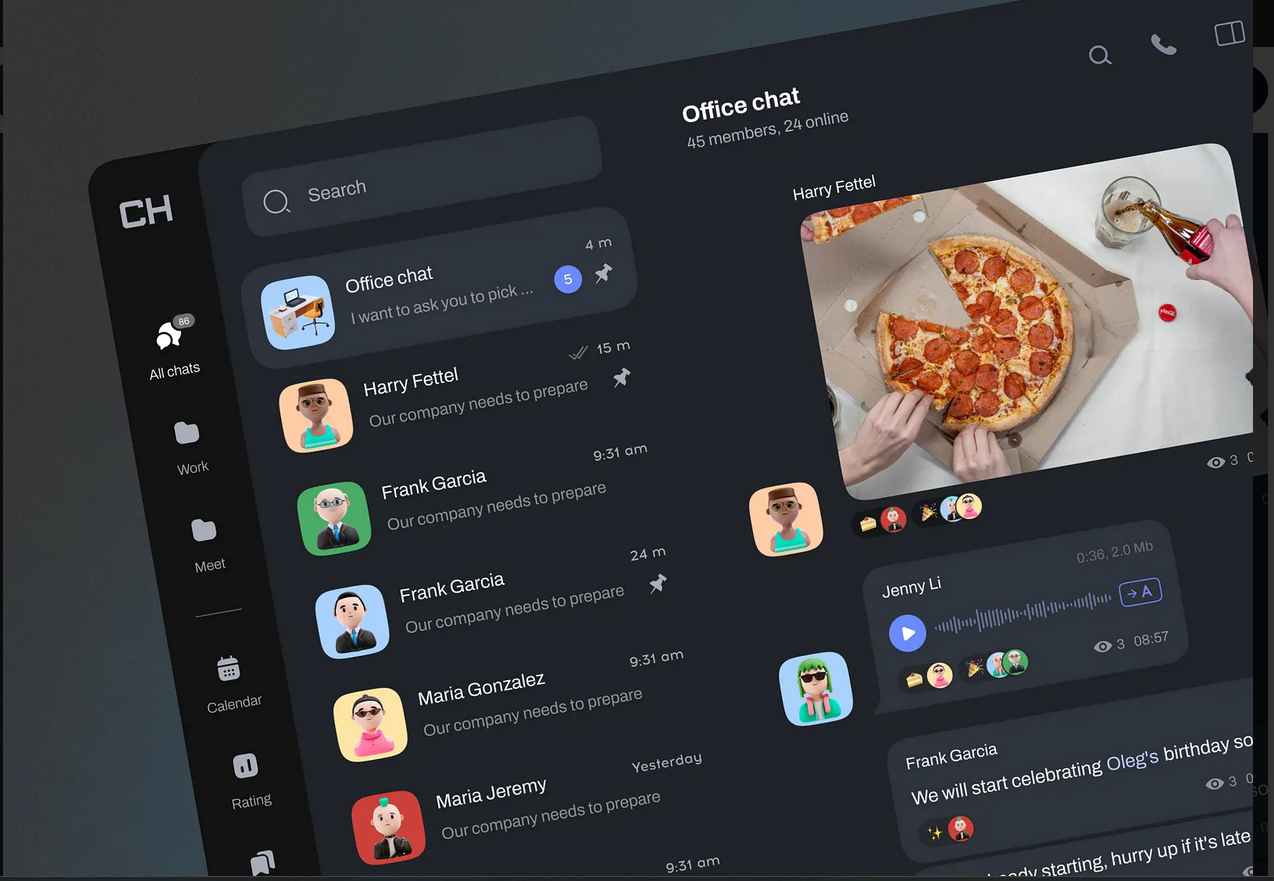 CH
86
All chats
Work
Meet
Calendar
Rating
Search
Office chat
4 m
I want to ask you to pick ...
5
Harry Fettel
15 m
Our company needs to prepare
Frank Garcia
9:31 am
Our company needs to prepare
Frank Garcia
24 m
Our company needs to prepare
Maria Gonzalez
9:31 am
Our company needs to prepare
Maria Jeremy
Yesterday
Our company needs to prepare
9:31 am
Office chat
45 members, 24 online
Harry Fettel
3
Jenny Li
0:36, 2.0 Mb
→ A
3 08:57
Frank Garcia
We will start celebrating Oleg's birthday so
3
starting, hurry up if it's late